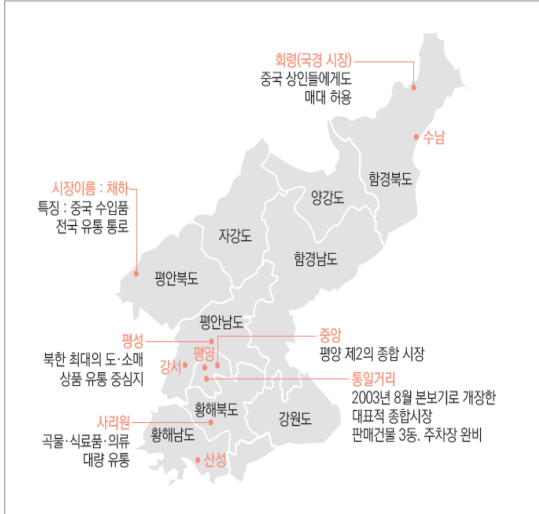 회령(국경 시장)
중국 상인들에게도
매대 허용
수남
함경북도
시장이름 : 채하
특징 : 중국 수입품
전국 유통 통로
양강도
자강도
함경남도
평안북도
평안남도
평성
북한 최대의 도·소매
상품 유통 중심지
강서
평양
중앙
평양 제2의 종합 시장
통일거리
2003년 8월 본보기로 개장한
대표적 종합시장
판매건물 3동. 주차장 완비
황해북도
사리원
곡물·식료품·의류
대량 유통
황해남도
강원도
산성